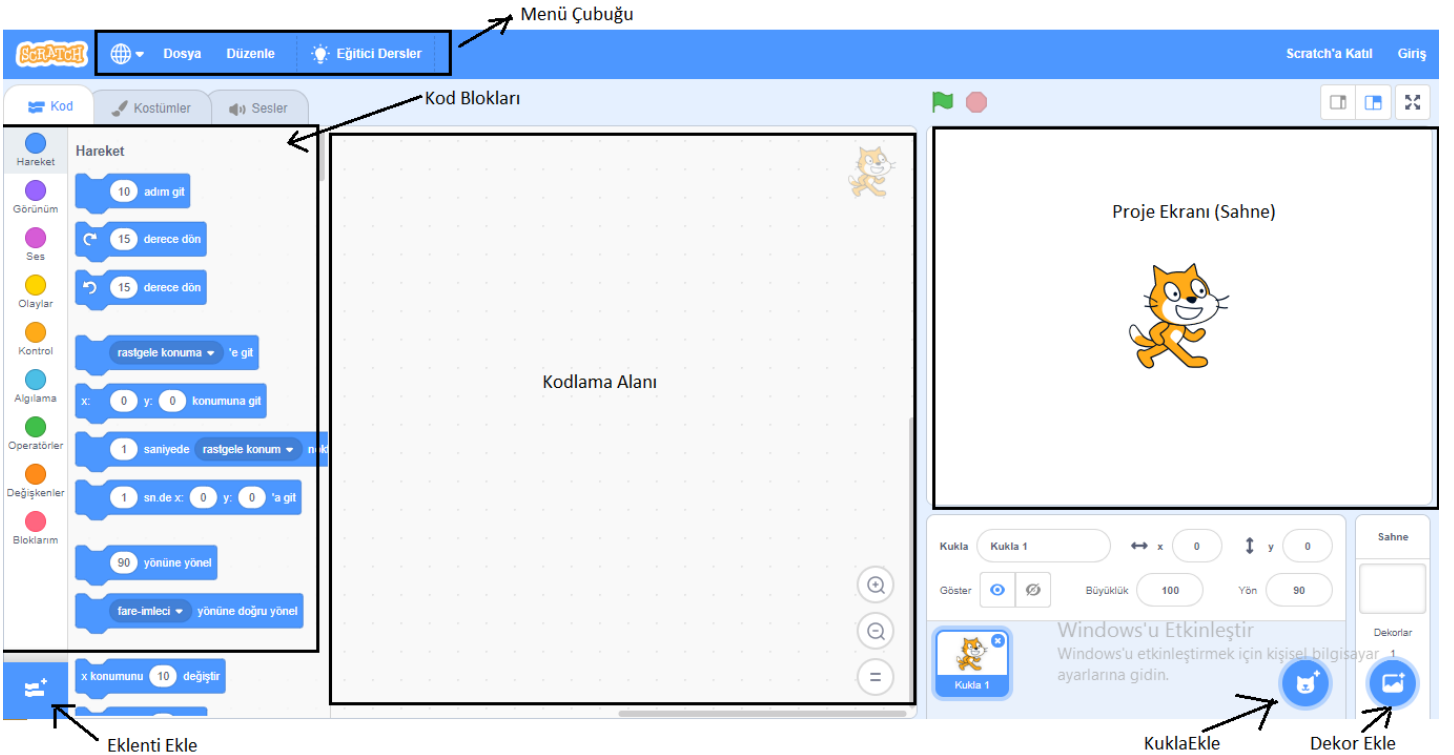 Menü Çubuğu
SCRATCH
Dosya Düzenle Eğitici Dersler
Scratch'a Katıl Giriş
Kod Kostümler Sesler
Kod Blokları
Hareket
Görünüm
Ses
Olaylar
Kontrol
Algılama
Operatörler
Değişkenler
Bloklarım
Hareket
10 adım git
15 derece dön
15 derece dön
rastgele konuma 'e git
x: 0 y: 0 konumuna git
1 saniyede rastgele konum
1 sn.de x: 0 y: 0 'a git
90 yönüne yönel
fare-imleci yönüne doğru yönel
x konumunu 10 değiştir
Kodlama Alanı
Proje Ekranı (Sahne)
Kukla Kukla 1 x 0 y 0
Göster Büyüklük 100 Yön 90
Kukla 1
Sahne
Dekorlar
1
Windows'u Etkinleştir
Windows'u etkinleştirmek için kişisel bilgisayar
ayarlarına gidin.
Eklenti Ekle
KuklaEkle
Dekor Ekle